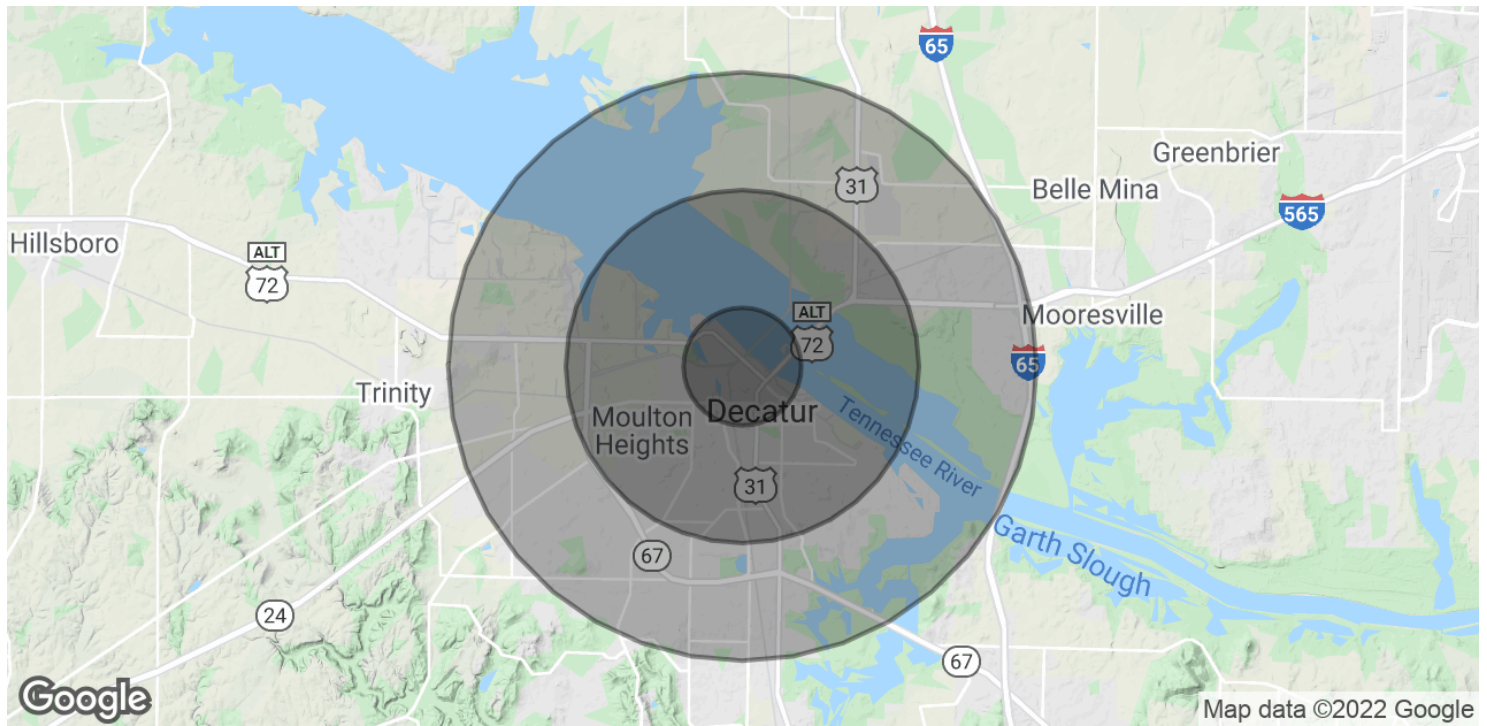 65
Greenbrier
31
Belle Mina
565
Hillsboro
ALT
72
ALT
72
Mooresville
65
Trinity
Moulton
Heights
Decatur
Tennessee River
31
Garth Slough
67
24
67
Google
Map data ©2022 Google